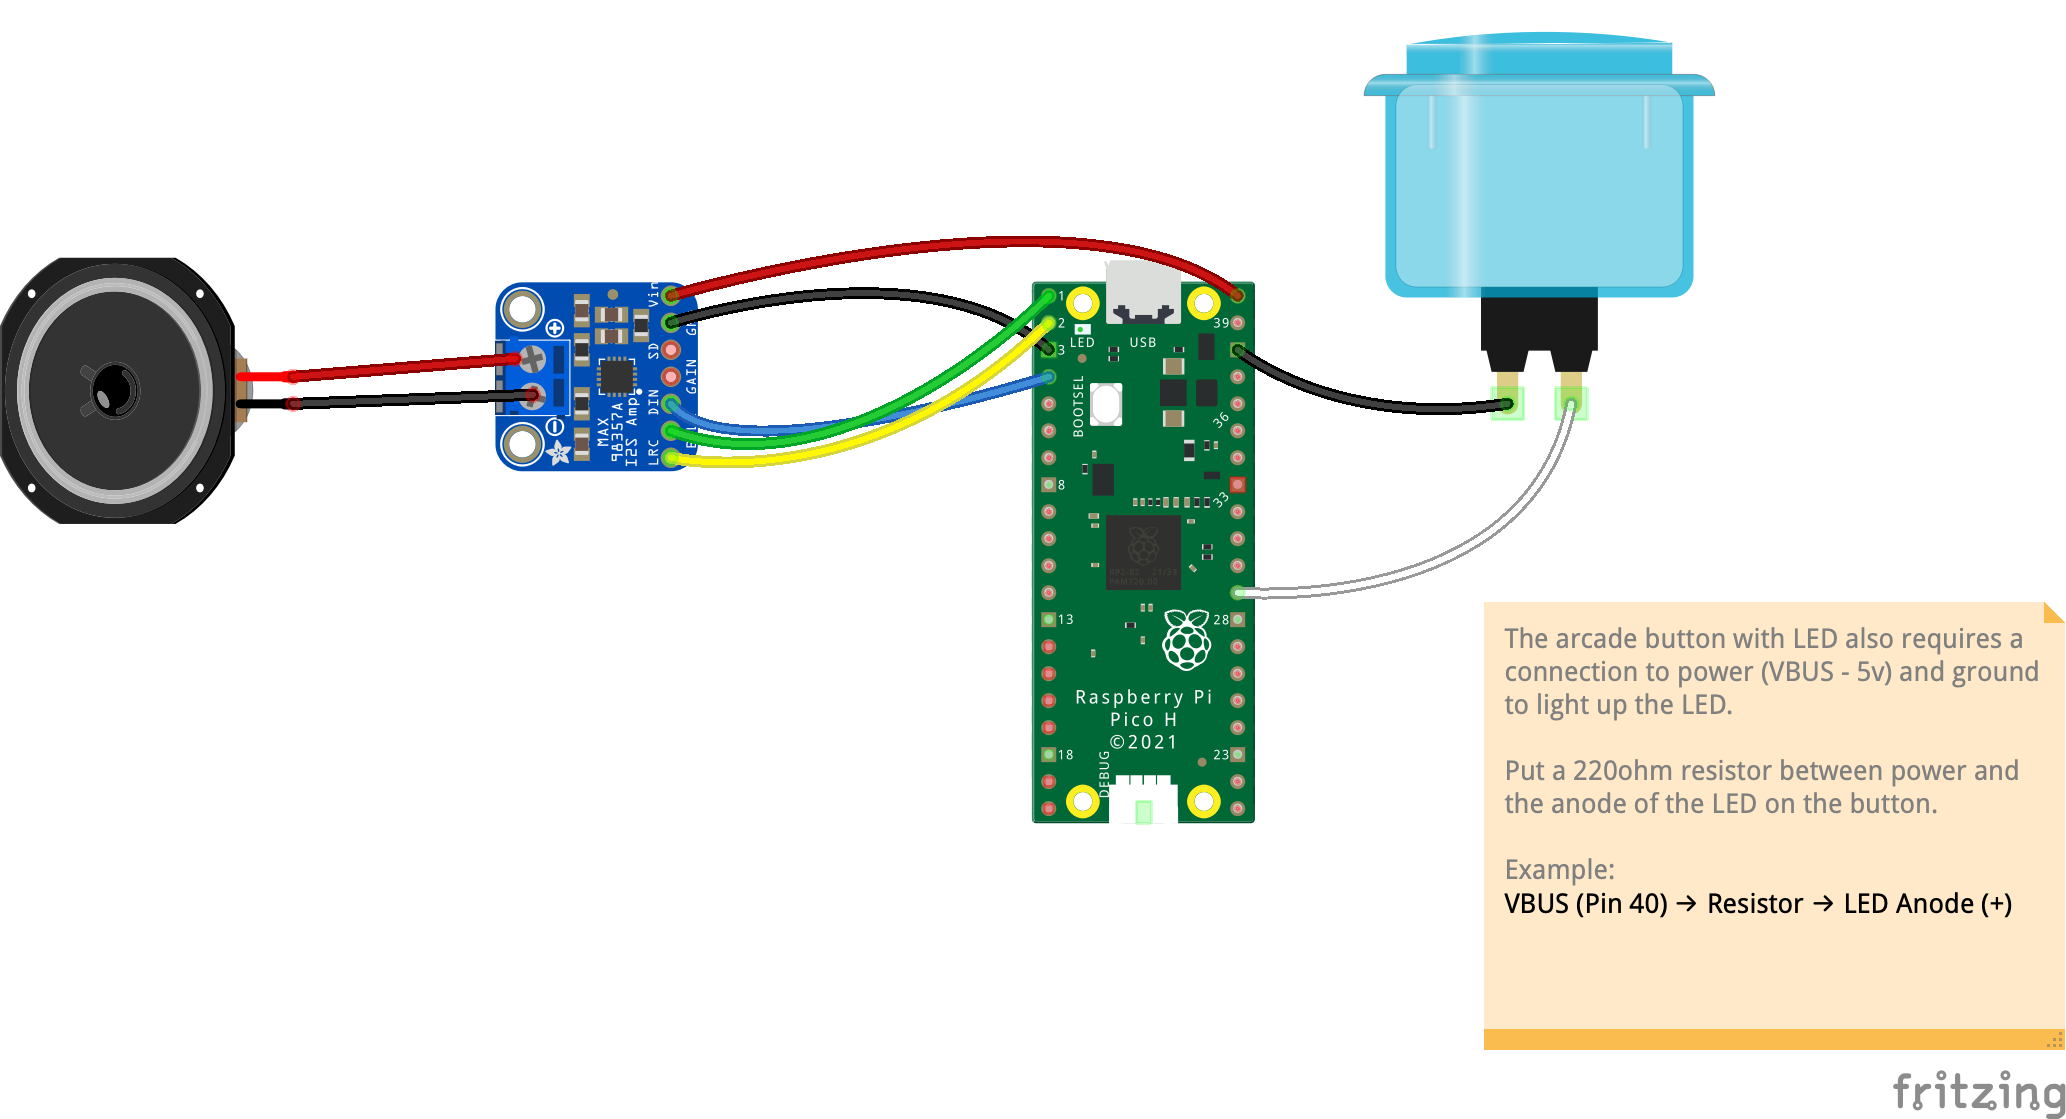 Vin
G
SD
GAIN
DIN
LRC
MAX
98357A
I2S Amp
1
2
3
LED
USB
39
BOOTSEL
36
8
33
13
28
Raspberry Pi
Pico H
©2021
18
23
DEBUG
The arcade button with LED also requires a
connection to power (VBUS - 5v) and ground
to light up the LED.
Put a 220ohm resistor between power and
the anode of the LED on the button.
Example:
VBUS (Pin 40) → Resistor → LED Anode (+)
fritzing